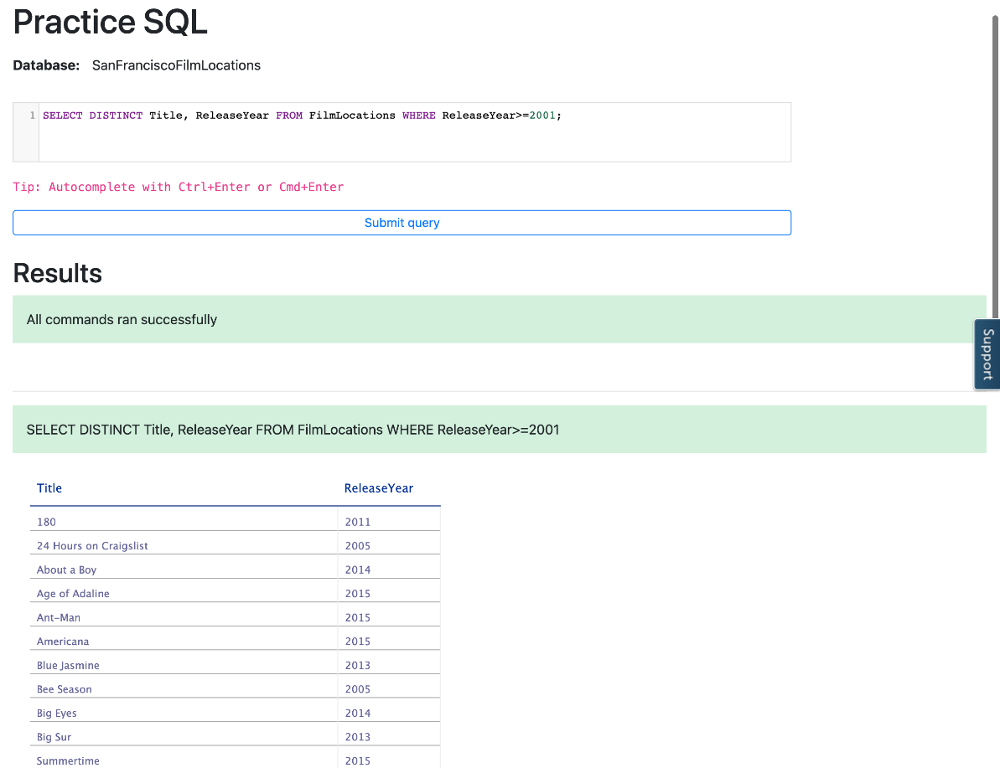 Practice SQL
Database: SanFranciscoFilmLocations
1 SELECT DISTINCT Title, ReleaseYear FROM FilmLocations WHERE ReleaseYear>=2001;
Tip: Autocomplete with Ctrl+Enter or Cmd+Enter
Submit query
Results
All commands ran successfully
Support
SELECT DISTINCT Title, ReleaseYear FROM FilmLocations WHERE ReleaseYear>=2001
Title ReleaseYear
180 2011
24 Hours on Craigslist 2005
About a Boy 2014
Age of Adaline 2015
Ant-Man 2015
Americana 2015
Blue Jasmine 2013
Bee Season 2005
Big Eyes 2014
Big Sur 2013
Summertime 2015